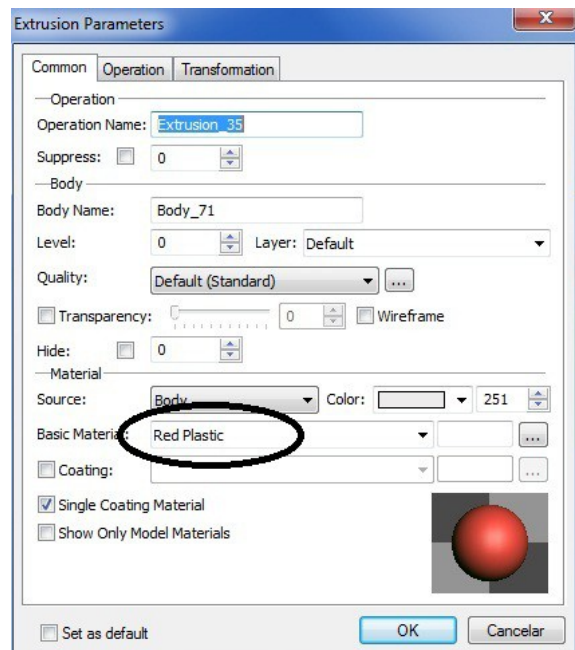 Extrusion Parameters
Common Operation Transformation
Operation
Operation Name: Extrusion_35
Suppress: 0
Body
Body Name: Body_71
Level: 0 Layer: Default
Quality: Default (Standard) ...
Transparency: 0 Wireframe
Hide: 0
Material
Source: Body Color: 251
Basic Material: Red Plastic ...
Coating: ...
Single Coating Material
Show Only Model Materials
Set as default OK Cancelar